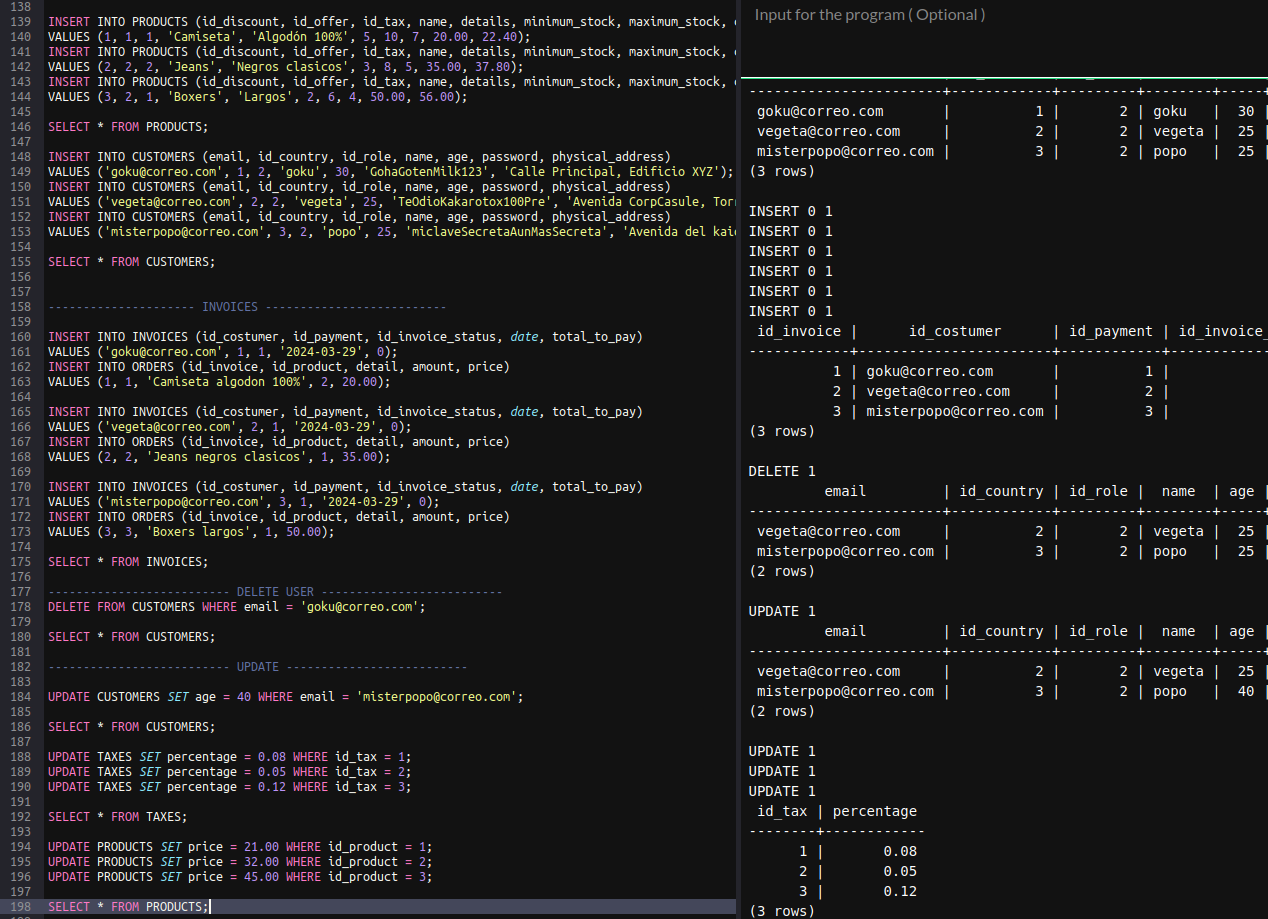 138
139 INSERT INTO PRODUCTS (id_discount, id_offer, id_tax, name, details, minimum_stock, maximum_stock,
140 VALUES (1, 1, 1, 'Camiseta', 'Algodón 100%', 5, 10, 7, 20.00, 22.40);
141 INSERT INTO PRODUCTS (id_discount, id_offer, id_tax, name, details, minimum_stock, maximum_stock,
142 VALUES (2, 2, 2, 'Jeans', 'Negros clasicos', 3, 8, 5, 35.00, 37.80);
143 INSERT INTO PRODUCTS (id_discount, id_offer, id_tax, name, details, minimum_stock, maximum_stock,
144 VALUES (3, 2, 1, 'Boxers', 'Largos', 2, 6, 4, 50.00, 56.00);
145
146 SELECT * FROM PRODUCTS;
147
148 INSERT INTO CUSTOMERS (email, id_country, id_role, name, age, password, physical_address)
149 VALUES ('goku@correo.com', 1, 2, 'goku', 30, 'GohaGotenMilk123', 'Calle Principal, Edificio XYZ');
150 INSERT INTO CUSTOMERS (email, id_country, id_role, name, age, password, physical_address)
151 VALUES ('vegeta@correo.com', 2, 2, 'vegeta', 25, 'TeOdioKakarotox100Pre', 'Avenida CorpCasule, Torr
152 INSERT INTO CUSTOMERS (email, id_country, id_role, name, age, password, physical_address)
153 VALUES ('misterpopo@correo.com', 3, 2, 'popo', 25, 'miclaveSecretaAunMasSecreta', 'Avenida del kaio
154
155 SELECT * FROM CUSTOMERS;
156
157
158 --------------------- INVOICES --------------------------
159
160 INSERT INTO INVOICES (id_costumer, id_payment, id_invoice_status, date, total_to_pay)
161 VALUES ('goku@correo.com', 1, 1, '2024-03-29', 0);
162 INSERT INTO ORDERS (id_invoice, id_product, detail, amount, price)
163 VALUES (1, 1, 'Camiseta algodon 100%', 2, 20.00);
164
165 INSERT INTO INVOICES (id_costumer, id_payment, id_invoice_status, date, total_to_pay)
166 VALUES ('vegeta@correo.com', 2, 1, '2024-03-29', 0);
167 INSERT INTO ORDERS (id_invoice, id_product, detail, amount, price)
168 VALUES (2, 2, 'Jeans negros clasicos', 1, 35.00);
169
170 INSERT INTO INVOICES (id_costumer, id_payment, id_invoice_status, date, total_to_pay)
171 VALUES ('misterpopo@correo.com', 3, 1, '2024-03-29', 0);
172 INSERT INTO ORDERS (id_invoice, id_product, detail, amount, price)
173 VALUES (3, 3, 'Boxers largos', 1, 50.00);
174
175 SELECT * FROM INVOICES;
176
177 -------------------------- DELETE USER --------------------------
178 DELETE FROM CUSTOMERS WHERE email = 'goku@correo.com';
179
180 SELECT * FROM CUSTOMERS;
181
182 -------------------------- UPDATE --------------------------
183
184 UPDATE CUSTOMERS SET age = 40 WHERE email = 'misterpopo@correo.com';
185
186 SELECT * FROM CUSTOMERS;
187
188 UPDATE TAXES SET percentage = 0.08 WHERE id_tax = 1;
189 UPDATE TAXES SET percentage = 0.05 WHERE id_tax = 2;
190 UPDATE TAXES SET percentage = 0.12 WHERE id_tax = 3;
191
192 SELECT * FROM TAXES;
193
194 UPDATE PRODUCTS SET price = 21.00 WHERE id_product = 1;
195 UPDATE PRODUCTS SET price = 32.00 WHERE id_product = 2;
196 UPDATE PRODUCTS SET price = 45.00 WHERE id_product = 3;
197
198 SELECT * FROM PRODUCTS;
Input for the program ( Optional )
-----------------------+------------+---------+--------+-----+
goku@correo.com | 1 | 2 | goku | 30 |
vegeta@correo.com | 2 | 2 | vegeta | 25 |
misterpopo@correo.com | 3 | 2 | popo | 25 |
(3 rows)
INSERT 0 1
INSERT 0 1
INSERT 0 1
INSERT 0 1
INSERT 0 1
INSERT 0 1
id_invoice | id_costumer | id_payment | id_invoice_
------------+-----------------------+------------+------------
1 | goku@correo.com | 1 |
2 | vegeta@correo.com | 2 |
3 | misterpopo@correo.com | 3 |
(3 rows)
DELETE 1
email | id_country | id_role | name | age |
-----------------------+------------+---------+--------+-----+
vegeta@correo.com | 2 | 2 | vegeta | 25 |
misterpopo@correo.com | 3 | 2 | popo | 25 |
(2 rows)
UPDATE 1
email | id_country | id_role | name | age |
-----------------------+------------+---------+--------+-----+
vegeta@correo.com | 2 | 2 | vegeta | 25 |
misterpopo@correo.com | 3 | 2 | popo | 40 |
(2 rows)
UPDATE 1
UPDATE 1
UPDATE 1
id_tax | percentage
--------+------------
1 | 0.08
2 | 0.05
3 | 0.12
(3 rows)